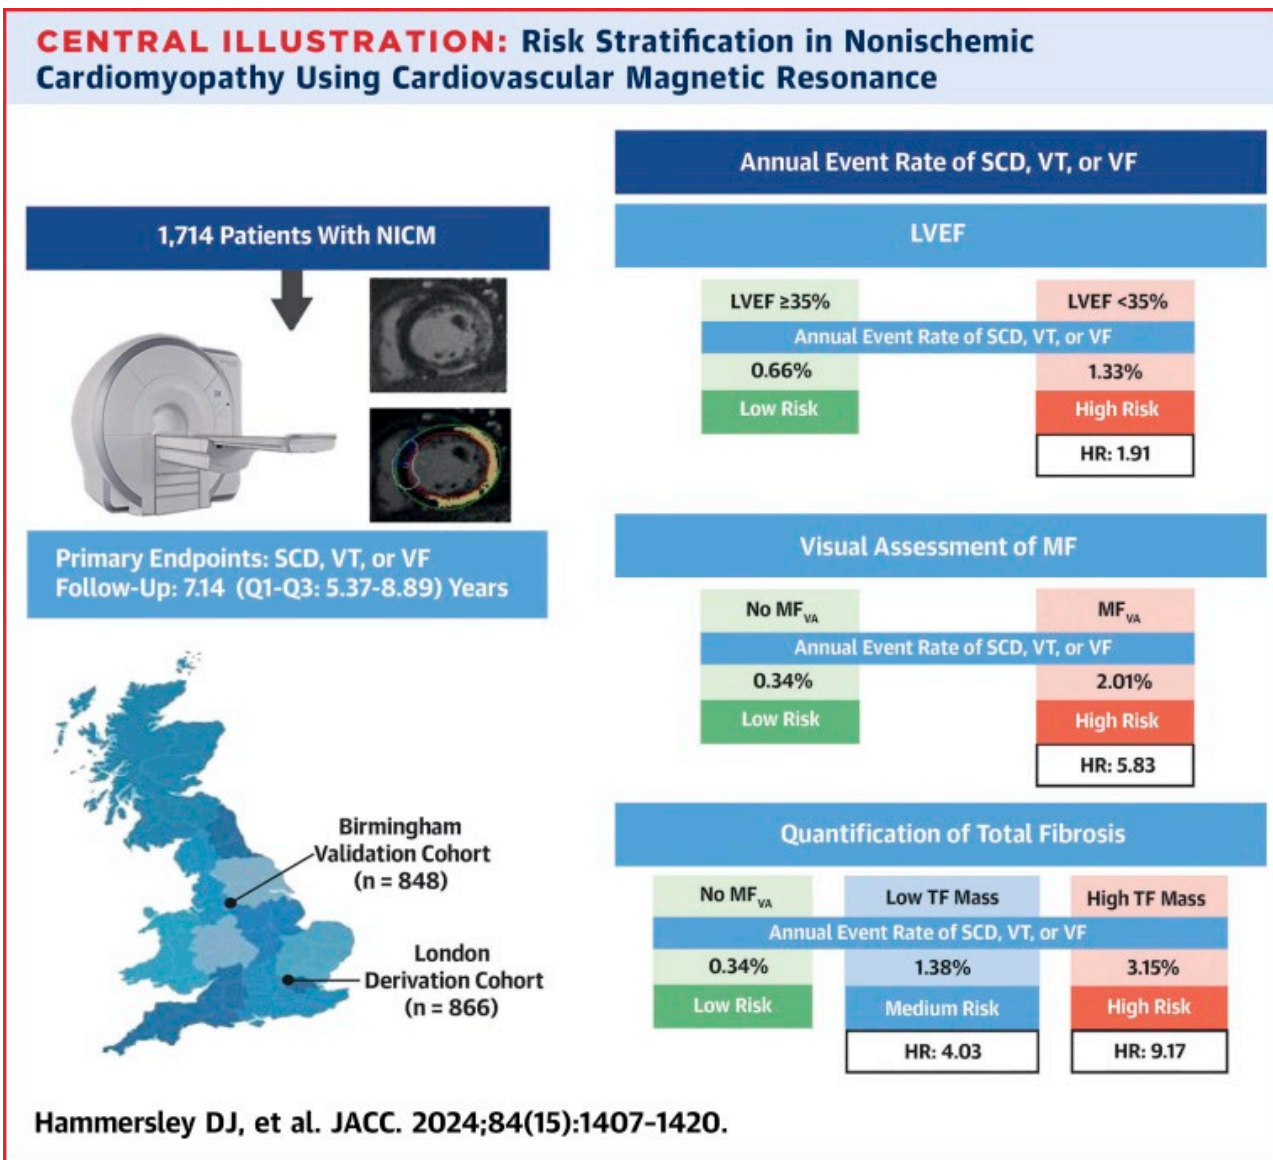 CENTRAL ILLUSTRATION: Risk Stratification in Nonischemic
Cardiomyopathy Using Cardiovascular Magnetic Resonance
1,714 Patients With NICM
Primary Endpoints: SCD, VT, or VF
Follow-Up: 7.14 (Q1-Q3: 5.37-8.89) Years
Birmingham
Validation Cohort
(n = 848)
London
Derivation Cohort
(n = 866)
Annual Event Rate of SCD, VT, or VF
LVEF
LVEF ≥35% LVEF <35%
Annual Event Rate of SCD, VT, or VF
0.66% 1.33%
Low Risk High Risk
HR: 1.91
Visual Assessment of MF
No MFVA MFVA
Annual Event Rate of SCD, VT, or VF
0.34% 2.01%
Low Risk High Risk
HR: 5.83
Quantification of Total Fibrosis
No MFVA Low TF Mass High TF Mass
Annual Event Rate of SCD, VT, or VF
0.34% 1.38% 3.15%
Low Risk Medium Risk High Risk
HR: 4.03 HR: 9.17
Hammersley DJ, et al. JACC. 2024;84(15):1407-1420.